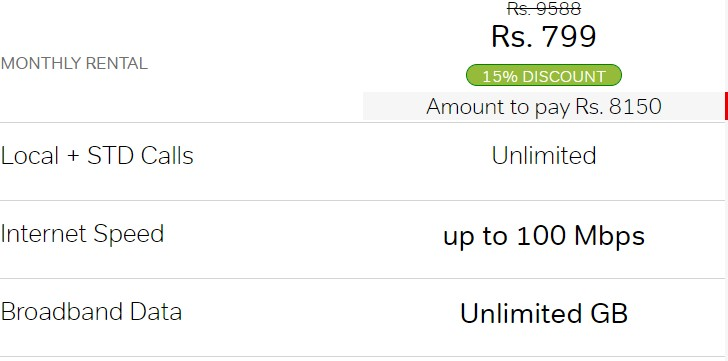 Rs. 9588
Rs. 799
MONTHLY RENTAL
15% DISCOUNT
Amount to pay Rs. 8150
Local + STD Calls Unlimited
Internet Speed up to 100 Mbps
Broadband Data Unlimited GB